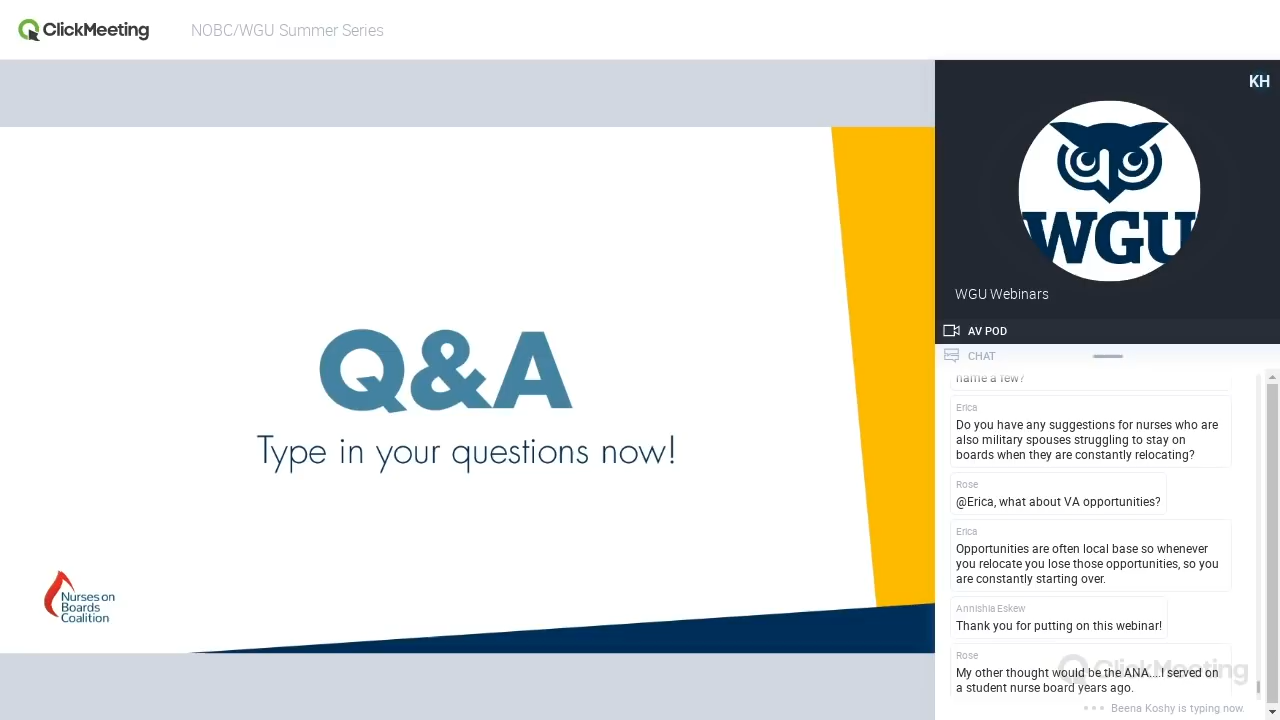 ClickMeeting
NOBC/WGU Summer Series
KH
WGU
WGU Webinars
AV POD
CHAT
Q&A
Type in your questions now!
Nurses on
Boards
Coalition
name a few?
Erica
Do you have any suggestions for nurses who are
also military spouses struggling to stay on
boards when they are constantly relocating?
Rose
@Erica, what about VA opportunities?
Erica
Opportunities are often local base so whenever
you relocate you lose those opportunities, so you
are constantly starting over.
Annishia Eskew
Thank you for putting on this webinar!
Rose
My other thought would be the ANA....I served on
a student nurse board years ago.
ClickMeeting
Beena Koshy is typing now.